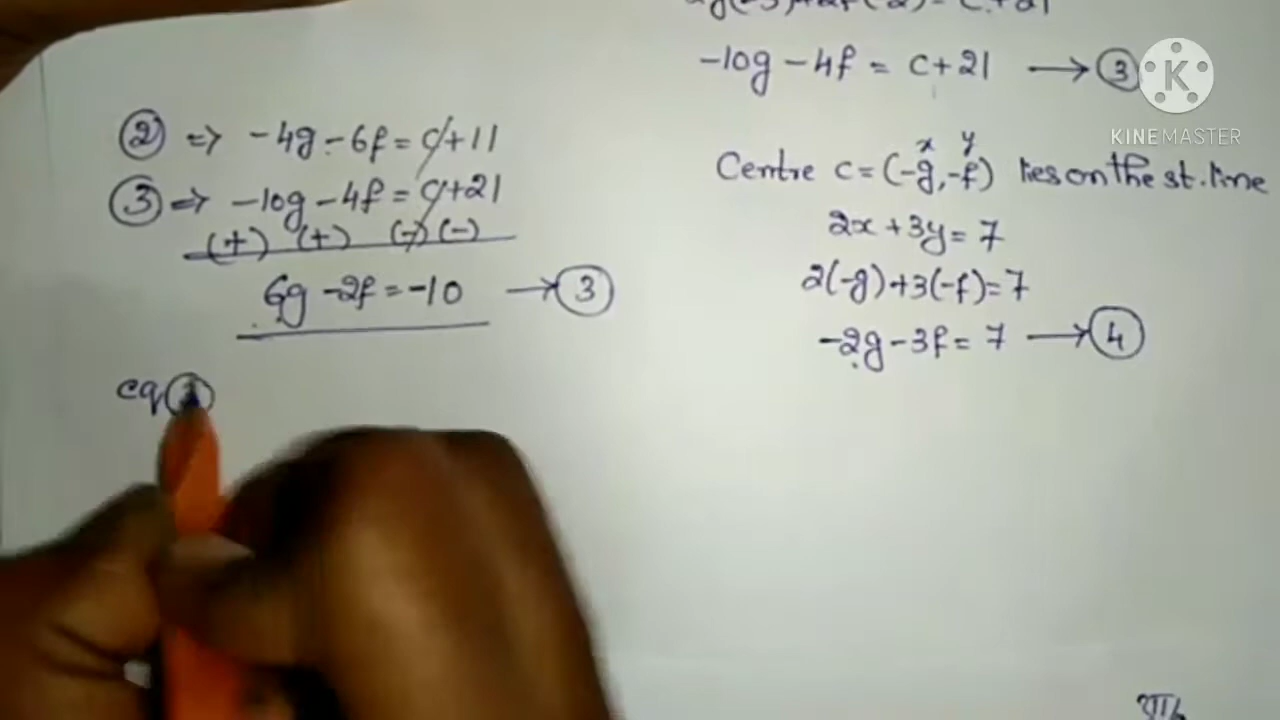 -10g - 4f = c + 21 → ③
KINEMASTER
② => -4g - 6f = c + 11
③ => -10g - 4f = c + 21
(+) (+) (-) (-)
6g - 2f = -10 → ③
eq
x y
Centre c = (-g, -f) lies on the st. line
2x + 3y = 7
2(-g) + 3(-f) = 7
-2g - 3f = 7 → ④